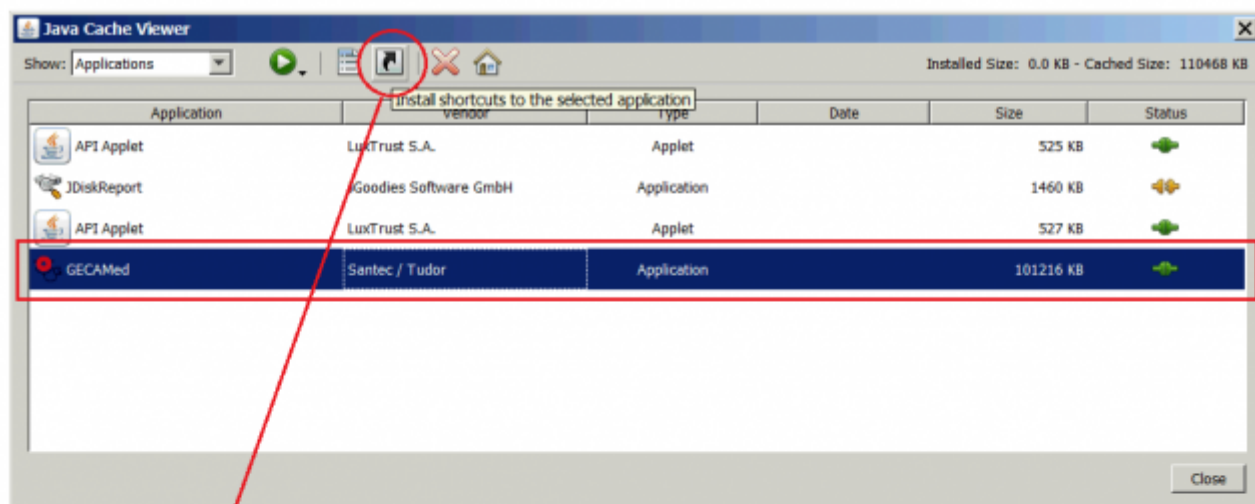 Java Cache Viewer
Show: Applications
Installed Size: 0.0 KB - Cached Size: 110468 KB
Install shortcuts to the selected application
Application Vendor Type Date Size Status
API Applet LuxTrust S.A. Applet 525 KB
JDiskReport JGoodies Software GmbH Application 1460 KB
API Applet LuxTrust S.A. Applet 527 KB
GECAMed Santec / Tudor Application 101216 KB
Close